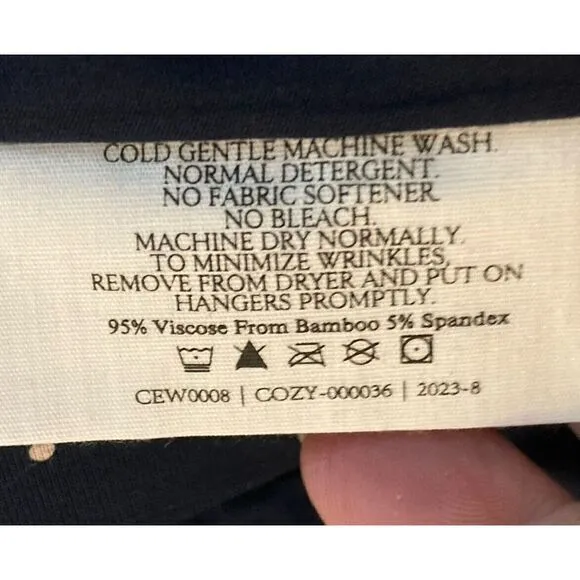 COLD GENTLE MACHINE WASH.
NORMAL DETERGENT.
NO FABRIC SOFTENER
NO BLEACH.
MACHINE DRY NORMALLY.
TO MINIMIZE WRINKLES,
REMOVE FROM DRYER AND PUT ON
HANGERS PROMPTLY.
95% Viscose From Bamboo 5% Spandex
CEW0008 | COZY-000036 | 2023-8